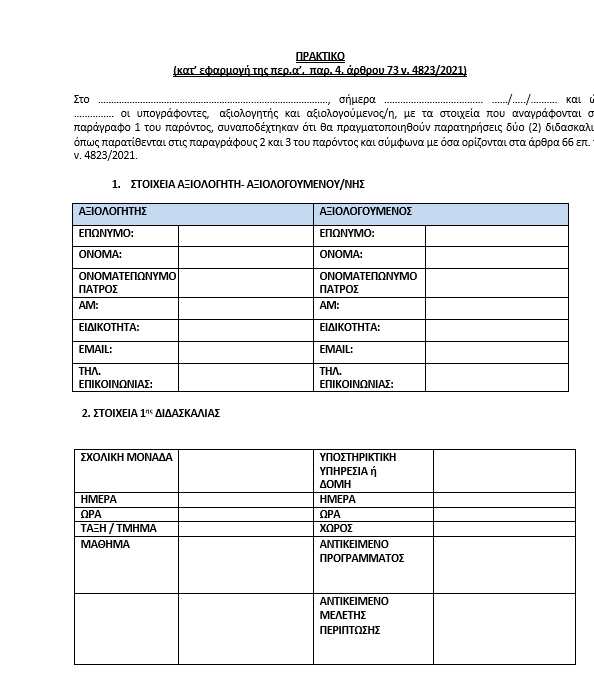 ΠΡΑΚΤΙΚΟ
(κατ’ εφαρμογή της περ.α’. παρ. 4. άρθρου 73 ν. 4823/2021)
Στο ……………………………………………………………, σήμερα ………………………… ……/…../………. και ώ
………….. οι υπογράφοντες, αξιολογητής και αξιολογούμενος/η, με τα στοιχεία που αναγράφονται σ
παράγραφο 1 του παρόντος, συναποδέχτηκαν ότι θα πραγματοποιηθούν παρατηρήσεις δύο (2) διδασκαλι
όπως παρατίθενται στις παραγράφους 2 και 3 του παρόντος και σύμφωνα με όσα ορίζονται στα άρθρα 66 επ. τ
ν. 4823/2021.
1. ΣΤΟΙΧΕΙΑ ΑΞΙΟΛΟΓΗΤΗ- ΑΞΙΟΛΟΓΟΥΜΕΝΟΥ/ΝΗΣ
ΑΞΙΟΛΟΓΗΤΗΣ ΑΞΙΟΛΟΓΟΥΜΕΝΟΣ
ΕΠΩΝΥΜΟ: ΕΠΩΝΥΜΟ:
ΟΝΟΜΑ: ΟΝΟΜΑ:
ΟΝΟΜΑΤΕΠΩΝΥΜΟ ΟΝΟΜΑΤΕΠΩΝΥΜΟ
ΠΑΤΡΟΣ ΠΑΤΡΟΣ
ΑΜ: ΑΜ:
ΕΙΔΙΚΟΤΗΤΑ: ΕΙΔΙΚΟΤΗΤΑ:
EMAIL: EMAIL:
ΤΗΛ. ΤΗΛ.
ΕΠΙΚΟΙΝΩΝΙΑΣ: ΕΠΙΚΟΙΝΩΝΙΑΣ:
2. ΣΤΟΙΧΕΙΑ 1ης ΔΙΔΑΣΚΑΛΙΑΣ
ΣΧΟΛΙΚΗ ΜΟΝΑΔΑ ΥΠΟΣΤΗΡΙΚΤΙΚΗ
ΥΠΗΡΕΣΙΑ ή
ΔΟΜΗ
ΗΜΕΡΑ ΗΜΕΡΑ
ΩΡΑ ΩΡΑ
ΤΑΞΗ / ΤΜΗΜΑ ΧΩΡΟΣ
ΜΑΘΗΜΑ ΑΝΤΙΚΕΙΜΕΝΟ
ΠΡΟΓΡΑΜΜΑΤΟΣ
ΑΝΤΙΚΕΙΜΕΝΟ
ΜΕΛΕΤΗΣ
ΠΕΡΙΠΤΩΣΗΣ